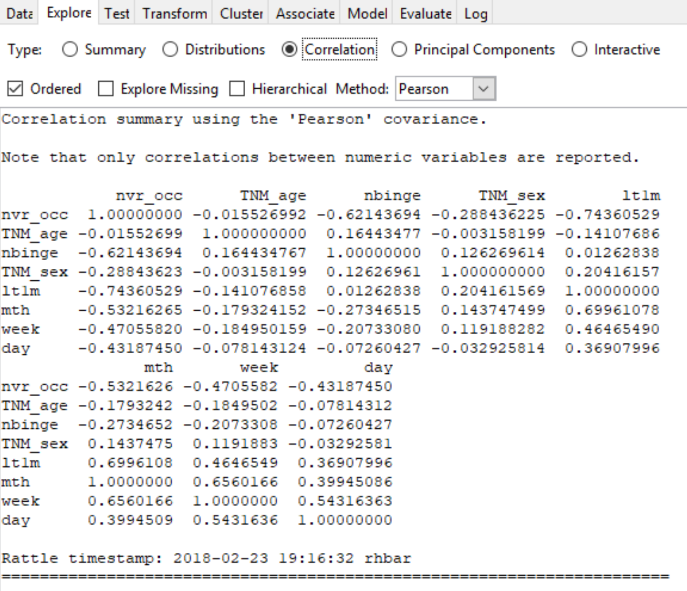 Data Explore Test Transform Cluster Associate Model Evaluate Log
Type: Summary Distributions Correlation Principal Components Interactive
Ordered Explore Missing Hierarchical Method: Pearson
Correlation summary using the 'Pearson' covariance.
Note that only correlations between numeric variables are reported.
nvr_occ TNM_age nbinge TNM_sex lt1m
nvr_occ 1.00000000 -0.015526992 -0.62143694 -0.288436225 -0.74360529
TNM_age -0.01552699 1.000000000 0.16443477 -0.003158199 -0.14107686
nbinge -0.62143694 0.164434767 1.00000000 0.126269614 0.01262838
TNM_sex -0.28843623 -0.003158199 0.12626961 1.000000000 0.20416157
lt1m -0.74360529 -0.141076858 0.01262838 0.204161569 1.00000000
mth -0.53216265 -0.179324152 -0.27346515 0.143747499 0.69961078
week -0.47055820 -0.184950159 -0.20733080 0.119188282 0.46465490
day -0.43187450 -0.078143124 -0.07260427 -0.032925814 0.36907996
mth week day
nvr_occ -0.5321626 -0.4705582 -0.43187450
TNM_age -0.1793242 -0.1849502 -0.07814312
nbinge -0.2734652 -0.2073308 -0.07260427
TNM_sex 0.1437475 0.1191883 -0.03292581
lt1m 0.6996108 0.4646549 0.36907996
mth 1.0000000 0.6560166 0.39945086
week 0.6560166 1.0000000 0.54316363
day 0.3994509 0.5431636 1.00000000
Rattle timestamp: 2018-02-23 19:16:32 rhbar
======================================================================